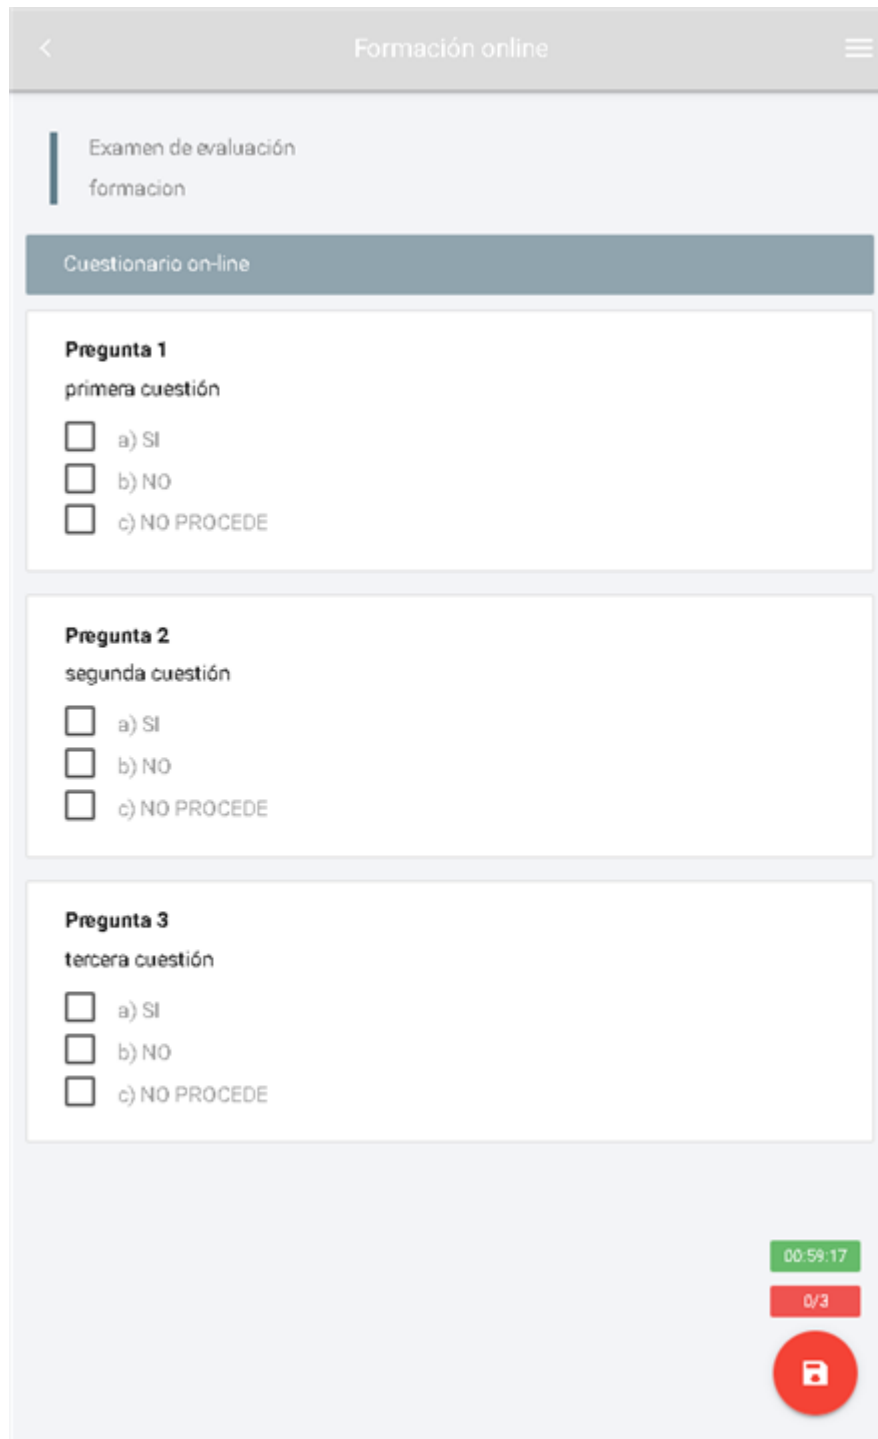 Formación online
Examen de evaluación
formacion
Cuestionario on-line
Pregunta 1
primera cuestión
a) SI
b) NO
c) NO PROCEDE
Pregunta 2
segunda cuestión
a) SI
b) NO
c) NO PROCEDE
Pregunta 3
tercera cuestión
a) SI
b) NO
c) NO PROCEDE
00:59:17
0/3